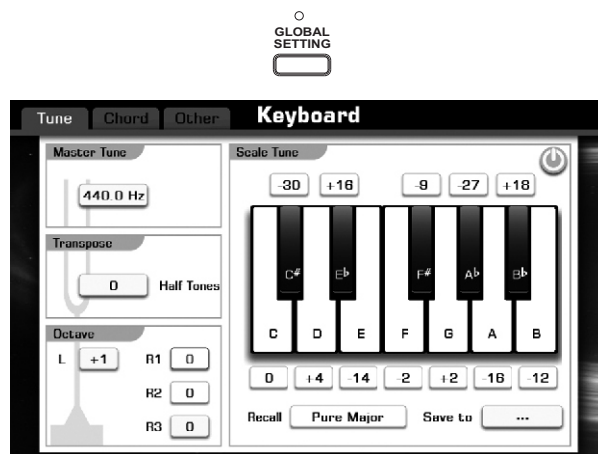 GLOBAL
SETTING
Tune Chord Other Keyboard
Master Tune
440.0 Hz
Transpose
0 Half Tones
Octave
L +1 R1 0
R2 0
R3 0
Scale Tune
-30 +16 -9 -27 +18
C# E♭ F# A♭ B♭
C D E F G A B
0 +4 -14 -2 +2 -16 -12
Recall Pure Major Save to ...